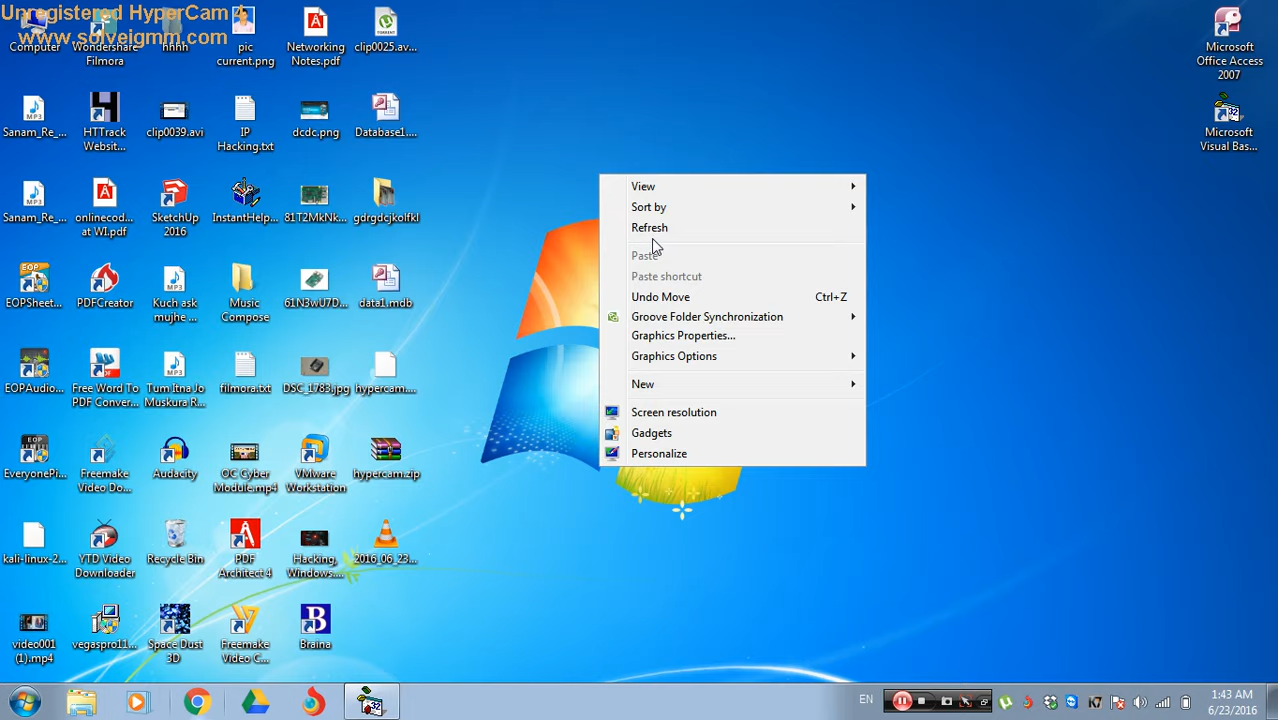 Unregistered HyperCam 4
www.solveigmm.com
Computer
Wondershare
Filmora
hhhh
pic
current.png
Networking
Notes.pdf
clip0025.av...
Microsoft
Office Access
2007
Sanam_Re_...
HTTrack
Websit...
clip0039.avi
IP
Hacking.txt
dcdc.png
Database1....
Microsoft
Visual Bas...
Sanam_Re_...
onlinecod...
at WI.pdf
SketchUp
2016
InstantHelp...
81T2MkNk...
gdrgdcjkolfkl
EOPSheet...
PDFCreator
Kuch ask
mujhe ...
Music
Compose
61N3wU7D...
data1.mdb
EOPAudio...
Free Word To
PDF Conver...
Tum Itna Jo
Muskura R...
filmora.txt
DSC_1783.jpg
hypercam....
EveryonePi...
Freemake
Video Do...
Audacity
OC Cyber
Module.mp4
VMware
Workstation
hypercam.zip
kali-linux-2...
YTD Video
Downloader
Recycle Bin
PDF
Architect 4
Hacking,
Windows....
2016_06_23...
video001
(1).mp4
vegaspro11...
Space Dust
3D
Freemake
Video C...
Braina
View
Sort by
Refresh
Paste
Paste shortcut
Undo Move Ctrl+Z
Groove Folder Synchronization
Graphics Properties...
Graphics Options
New
Screen resolution
Gadgets
Personalize
EN
1:43 AM
6/23/2016